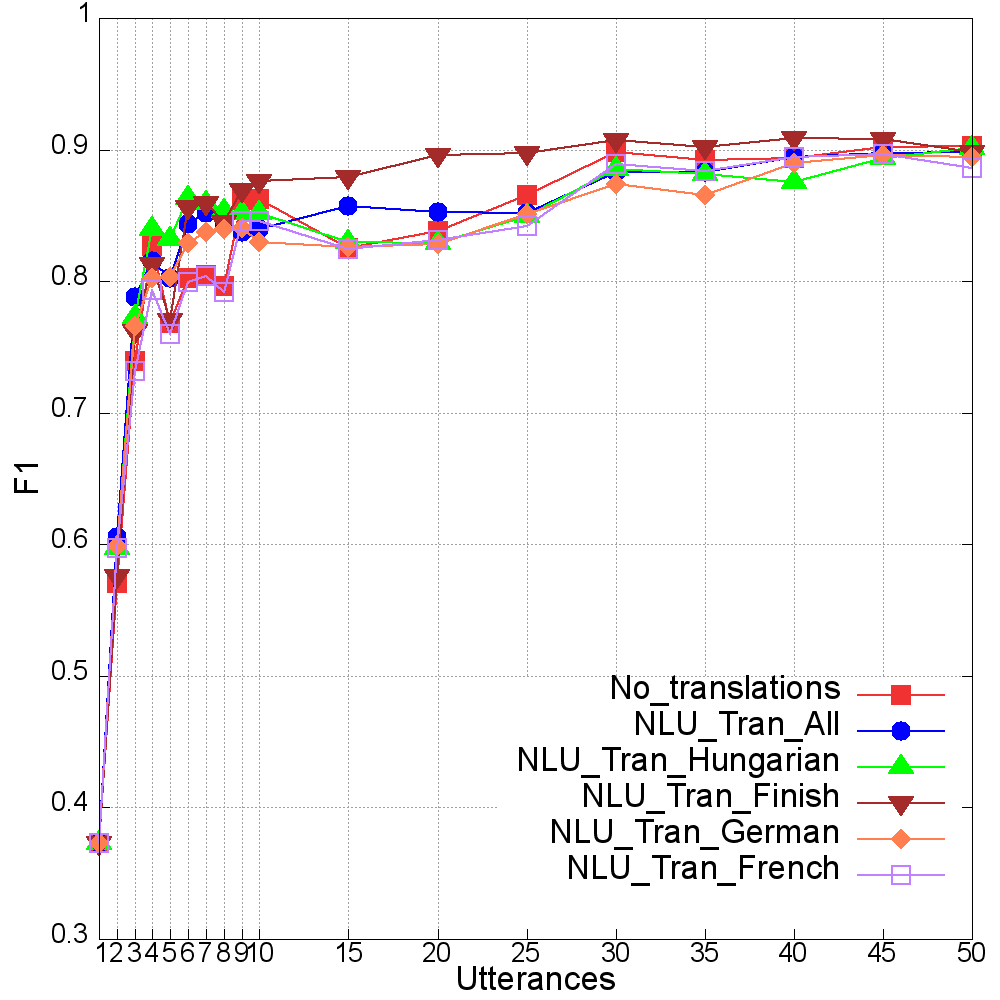 1
0.9
0.8
0.7
0.6
0.5
0.4
0.3
F1
No_translations
NLU_Tran_All
NLU_Tran_Hungarian
NLU_Tran_Finish
NLU_Tran_German
NLU_Tran_French
1 2 3 4 5 6 7 8 9 10 15 20 25 30 35 40 45 50
Utterances